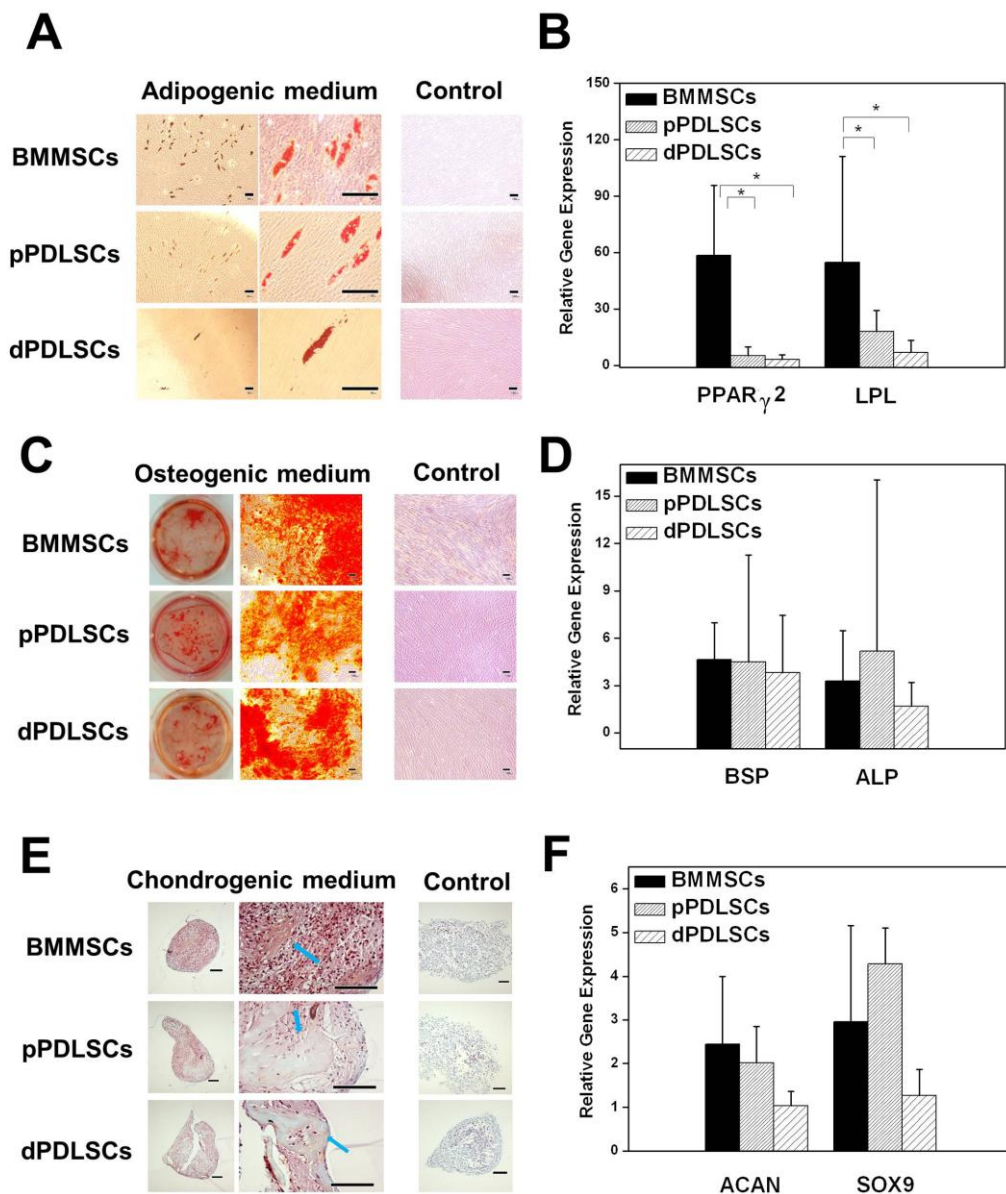 A
Adipogenic medium Control
BMMSCs
pPDLSCs
dPDLSCs
B
Relative Gene Expression
150
120
90
60
30
0
BMMSCs
pPDLSCs
dPDLSCs
*
*
*
*
PPARγ2 LPL
C
Osteogenic medium Control
BMMSCs
pPDLSCs
dPDLSCs
D
Relative Gene Expression
15
12
9
6
3
0
BMMSCs
pPDLSCs
dPDLSCs
BSP ALP
E
Chondrogenic medium Control
BMMSCs
pPDLSCs
dPDLSCs
F
Relative Gene Expression
6
5
4
3
2
1
0
BMMSCs
pPDLSCs
dPDLSCs
ACAN SOX9